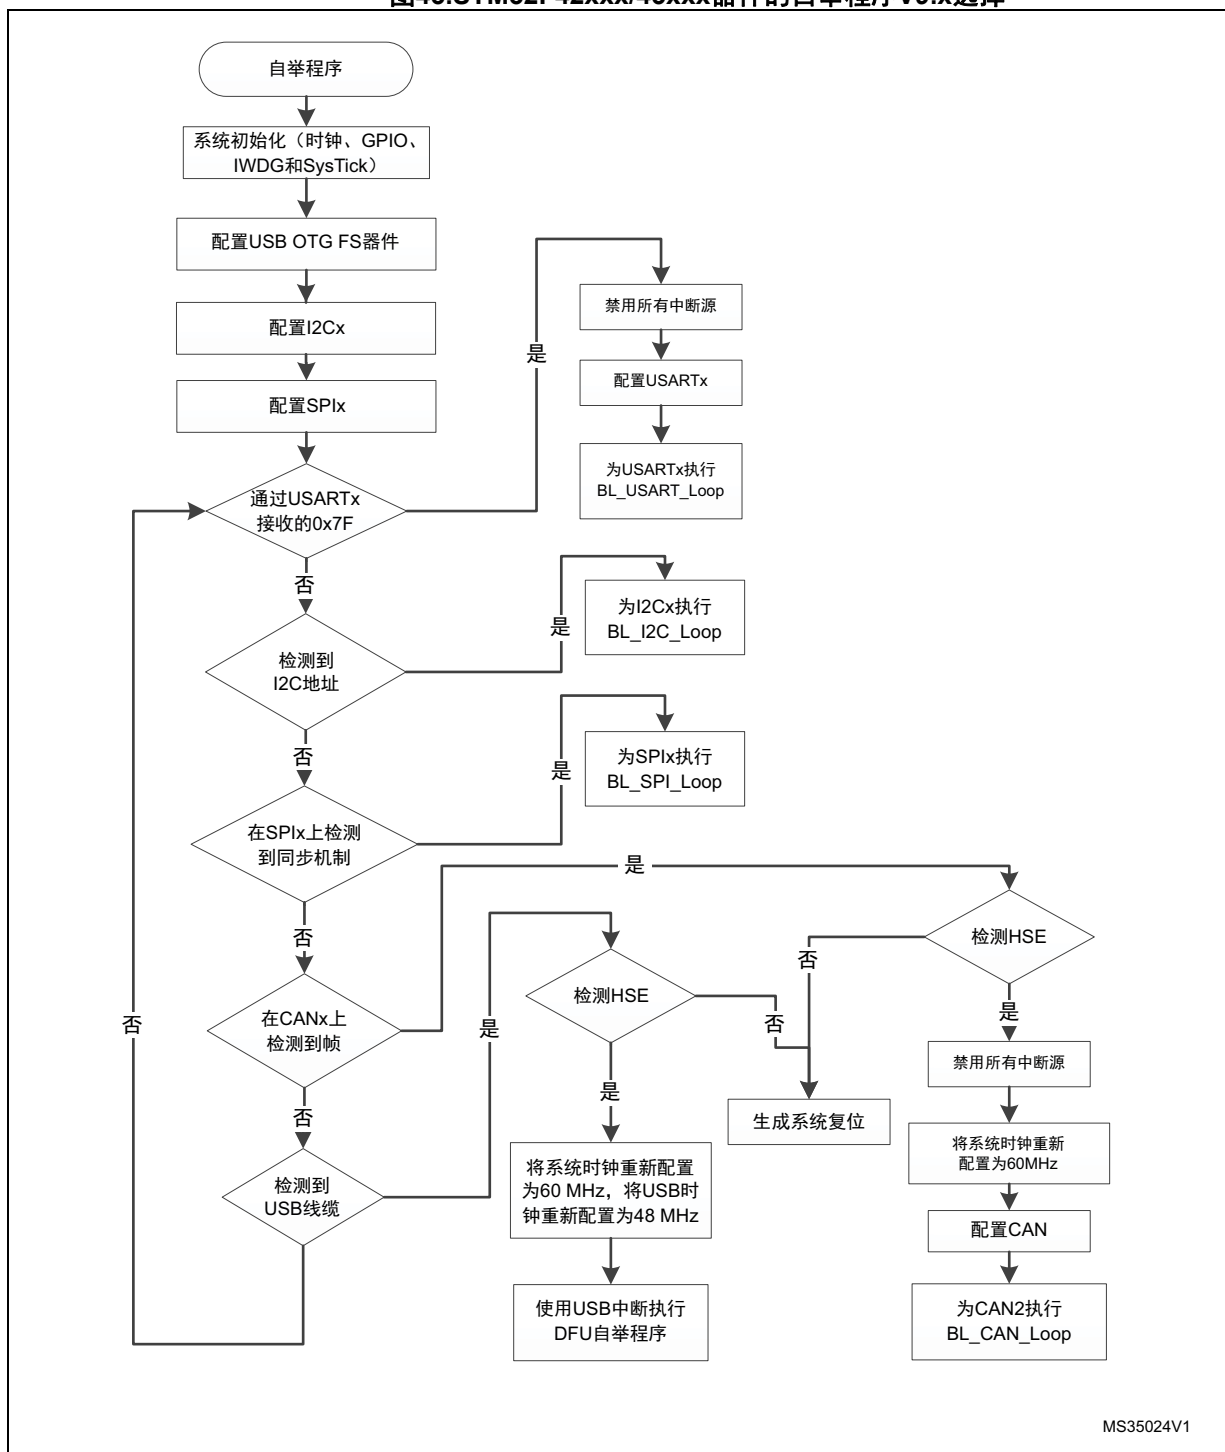 自举程序
系统初始化（时钟、GPIO、
IWDG和SysTick）
配置USB OTG FS器件
配置I2Cx
配置SPIx
通过USARTx
接收的0x7F
是
禁用所有中断源
配置USARTx
为USARTx执行
BL_USART_Loop
否
检测到
I2C地址
是
为I2Cx执行
BL_I2C_Loop
否
在SPIx上检测
到同步机制
是
为SPIx执行
BL_SPI_Loop
否
在CANx上
检测到帧
是
检测HSE
否
是
禁用所有中断源
将系统时钟重新
配置为60MHz
配置CAN
为CAN2执行
BL_CAN_Loop
否
检测到
USB线缆
是
检测HSE
否
生成系统复位
是
将系统时钟重新配置
为60 MHz，将USB时
钟重新配置为48 MHz
使用USB中断执行
DFU自举程序
否
MS35024V1